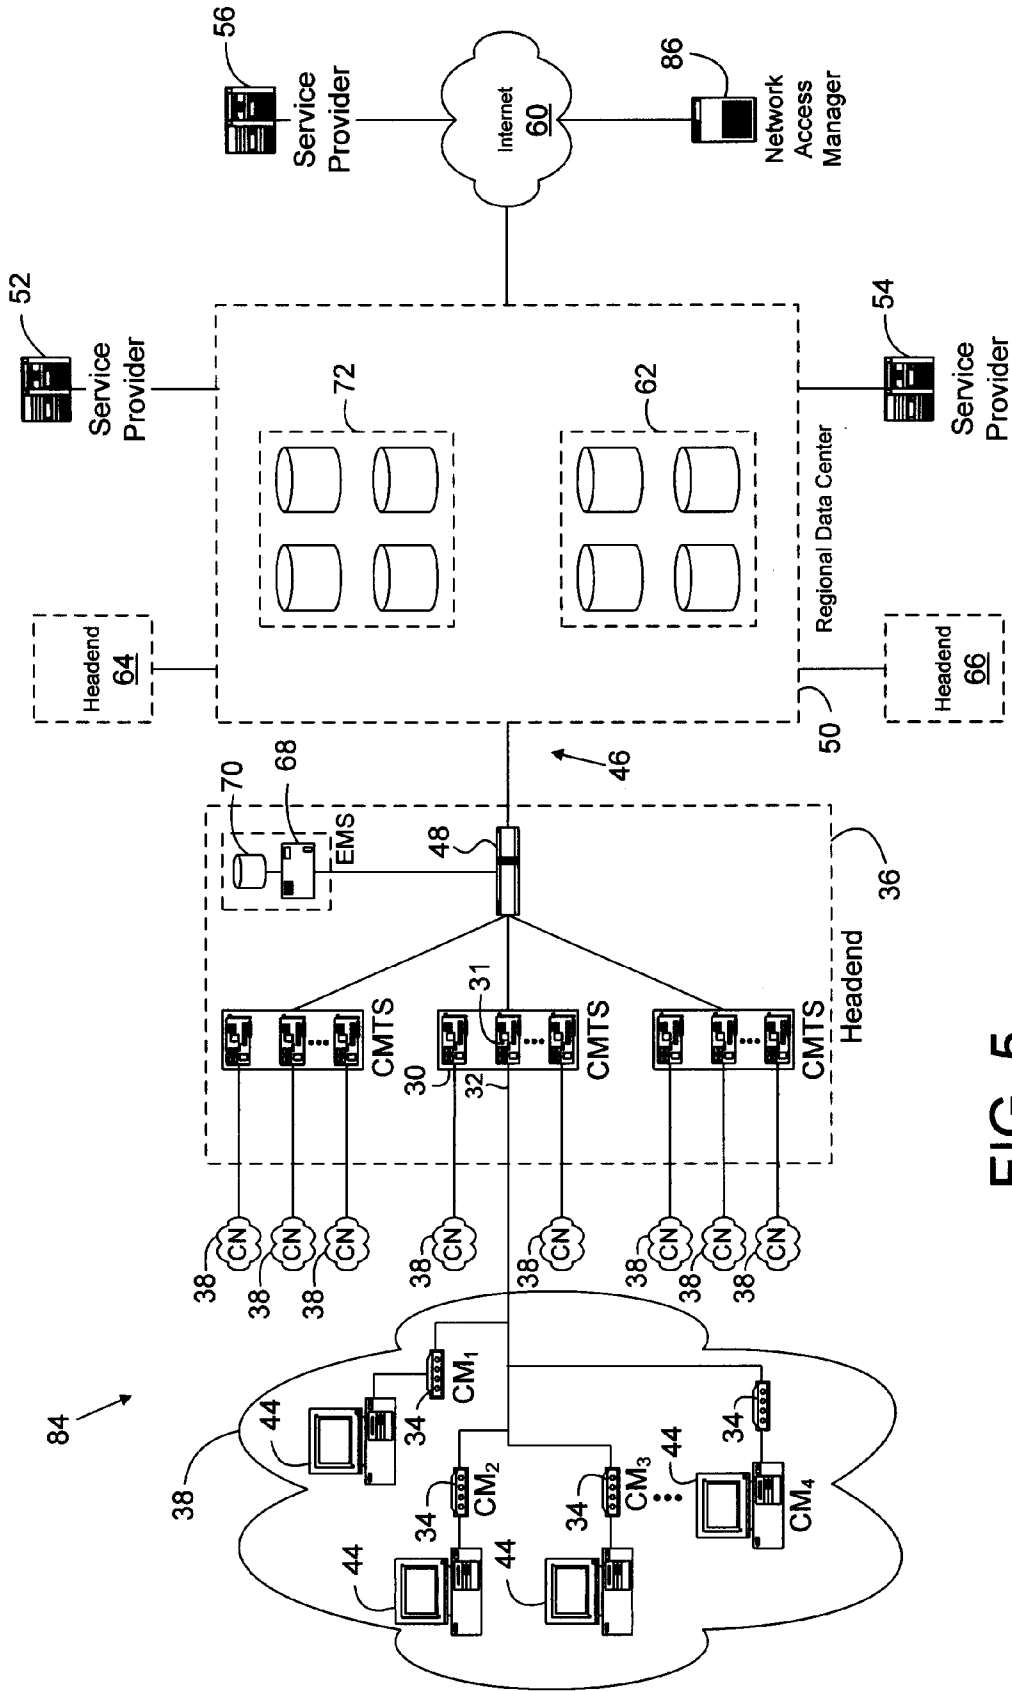 84
38
44
34
CM1
44
34
CM2
44
34
CM3
44
34
CM4
38
CN
38
CN
38
CN
38
CN
38
CN
38
CN
38
CN
38
CN
CMTS
30
32
31
CMTS
CMTS
70
68
EMS
48
Headend
36
46
Headend
64
Headend
66
50
Regional Data Center
72
62
52
Service
Provider
54
Service
Provider
56
Service
Provider
Internet
60
86
Network
Access
Manager
FIG. 5